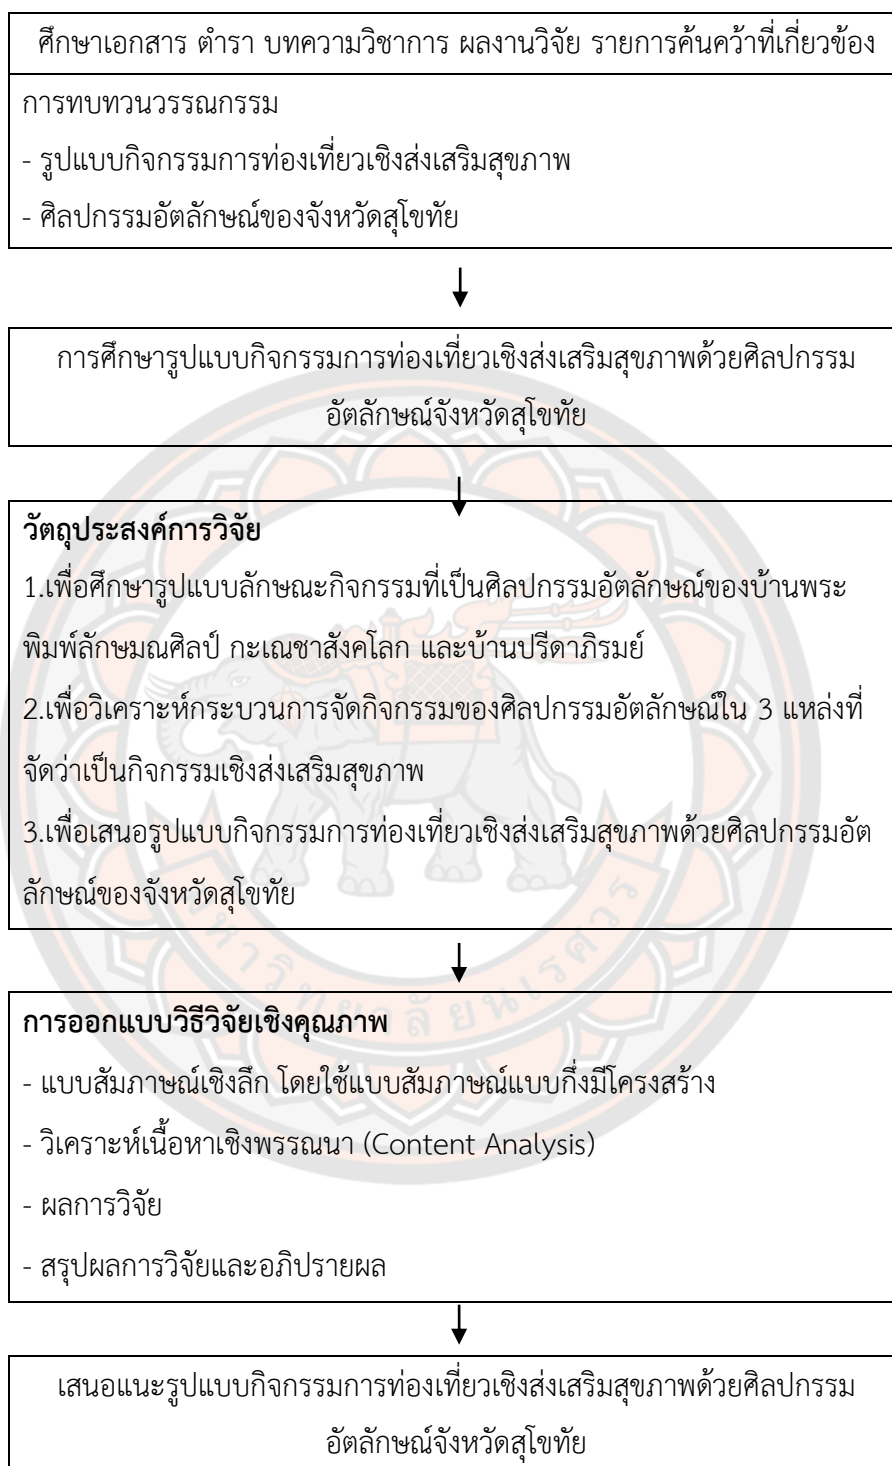 ศึกษาเอกสาร ตำรา บทความวิชาการ ผลงานวิจัย รายการค้นคว้าที่เกี่ยวข้อง
การทบทวนวรรณกรรม
- รูปแบบกิจกรรมการท่องเที่ยวเชิงส่งเสริมสุขภาพ
- ศิลปกรรมอัตลักษณ์ของจังหวัดสุโขทัย
การศึกษารูปแบบกิจกรรมการท่องเที่ยวเชิงส่งเสริมสุขภาพด้วยศิลปกรรม
อัตลักษณ์จังหวัดสุโขทัย
วัตถุประสงค์การวิจัย
1.เพื่อศึกษารูปแบบลักษณะกิจกรรมที่เป็นศิลปกรรมอัตลักษณ์ของบ้านพระ
พิมพ์ลักษมณศิลป์ กะเณชาสังคโลก และบ้านปรีดาภิรมย์
2.เพื่อวิเคราะห์กระบวนการจัดกิจกรรมของศิลปกรรมอัตลักษณ์ใน 3 แหล่งที่
จัดว่าเป็นกิจกรรมเชิงส่งเสริมสุขภาพ
3.เพื่อเสนอรูปแบบกิจกรรมการท่องเที่ยวเชิงส่งเสริมสุขภาพด้วยศิลปกรรมอัต
ลักษณ์ของจังหวัดสุโขทัย
มหาวิทยาลัยนเรศวร
การออกแบบวิธีวิจัยเชิงคุณภาพ
- แบบสัมภาษณ์เชิงลึก โดยใช้แบบสัมภาษณ์แบบกึ่งมีโครงสร้าง
- วิเคราะห์เนื้อหาเชิงพรรณนา (Content Analysis)
- ผลการวิจัย
- สรุปผลการวิจัยและอภิปรายผล
เสนอแนะรูปแบบกิจกรรมการท่องเที่ยวเชิงส่งเสริมสุขภาพด้วยศิลปกรรม
อัตลักษณ์จังหวัดสุโขทัย